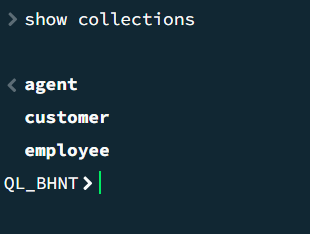 > show collections
< agent
customer
employee
QL_BHNT>